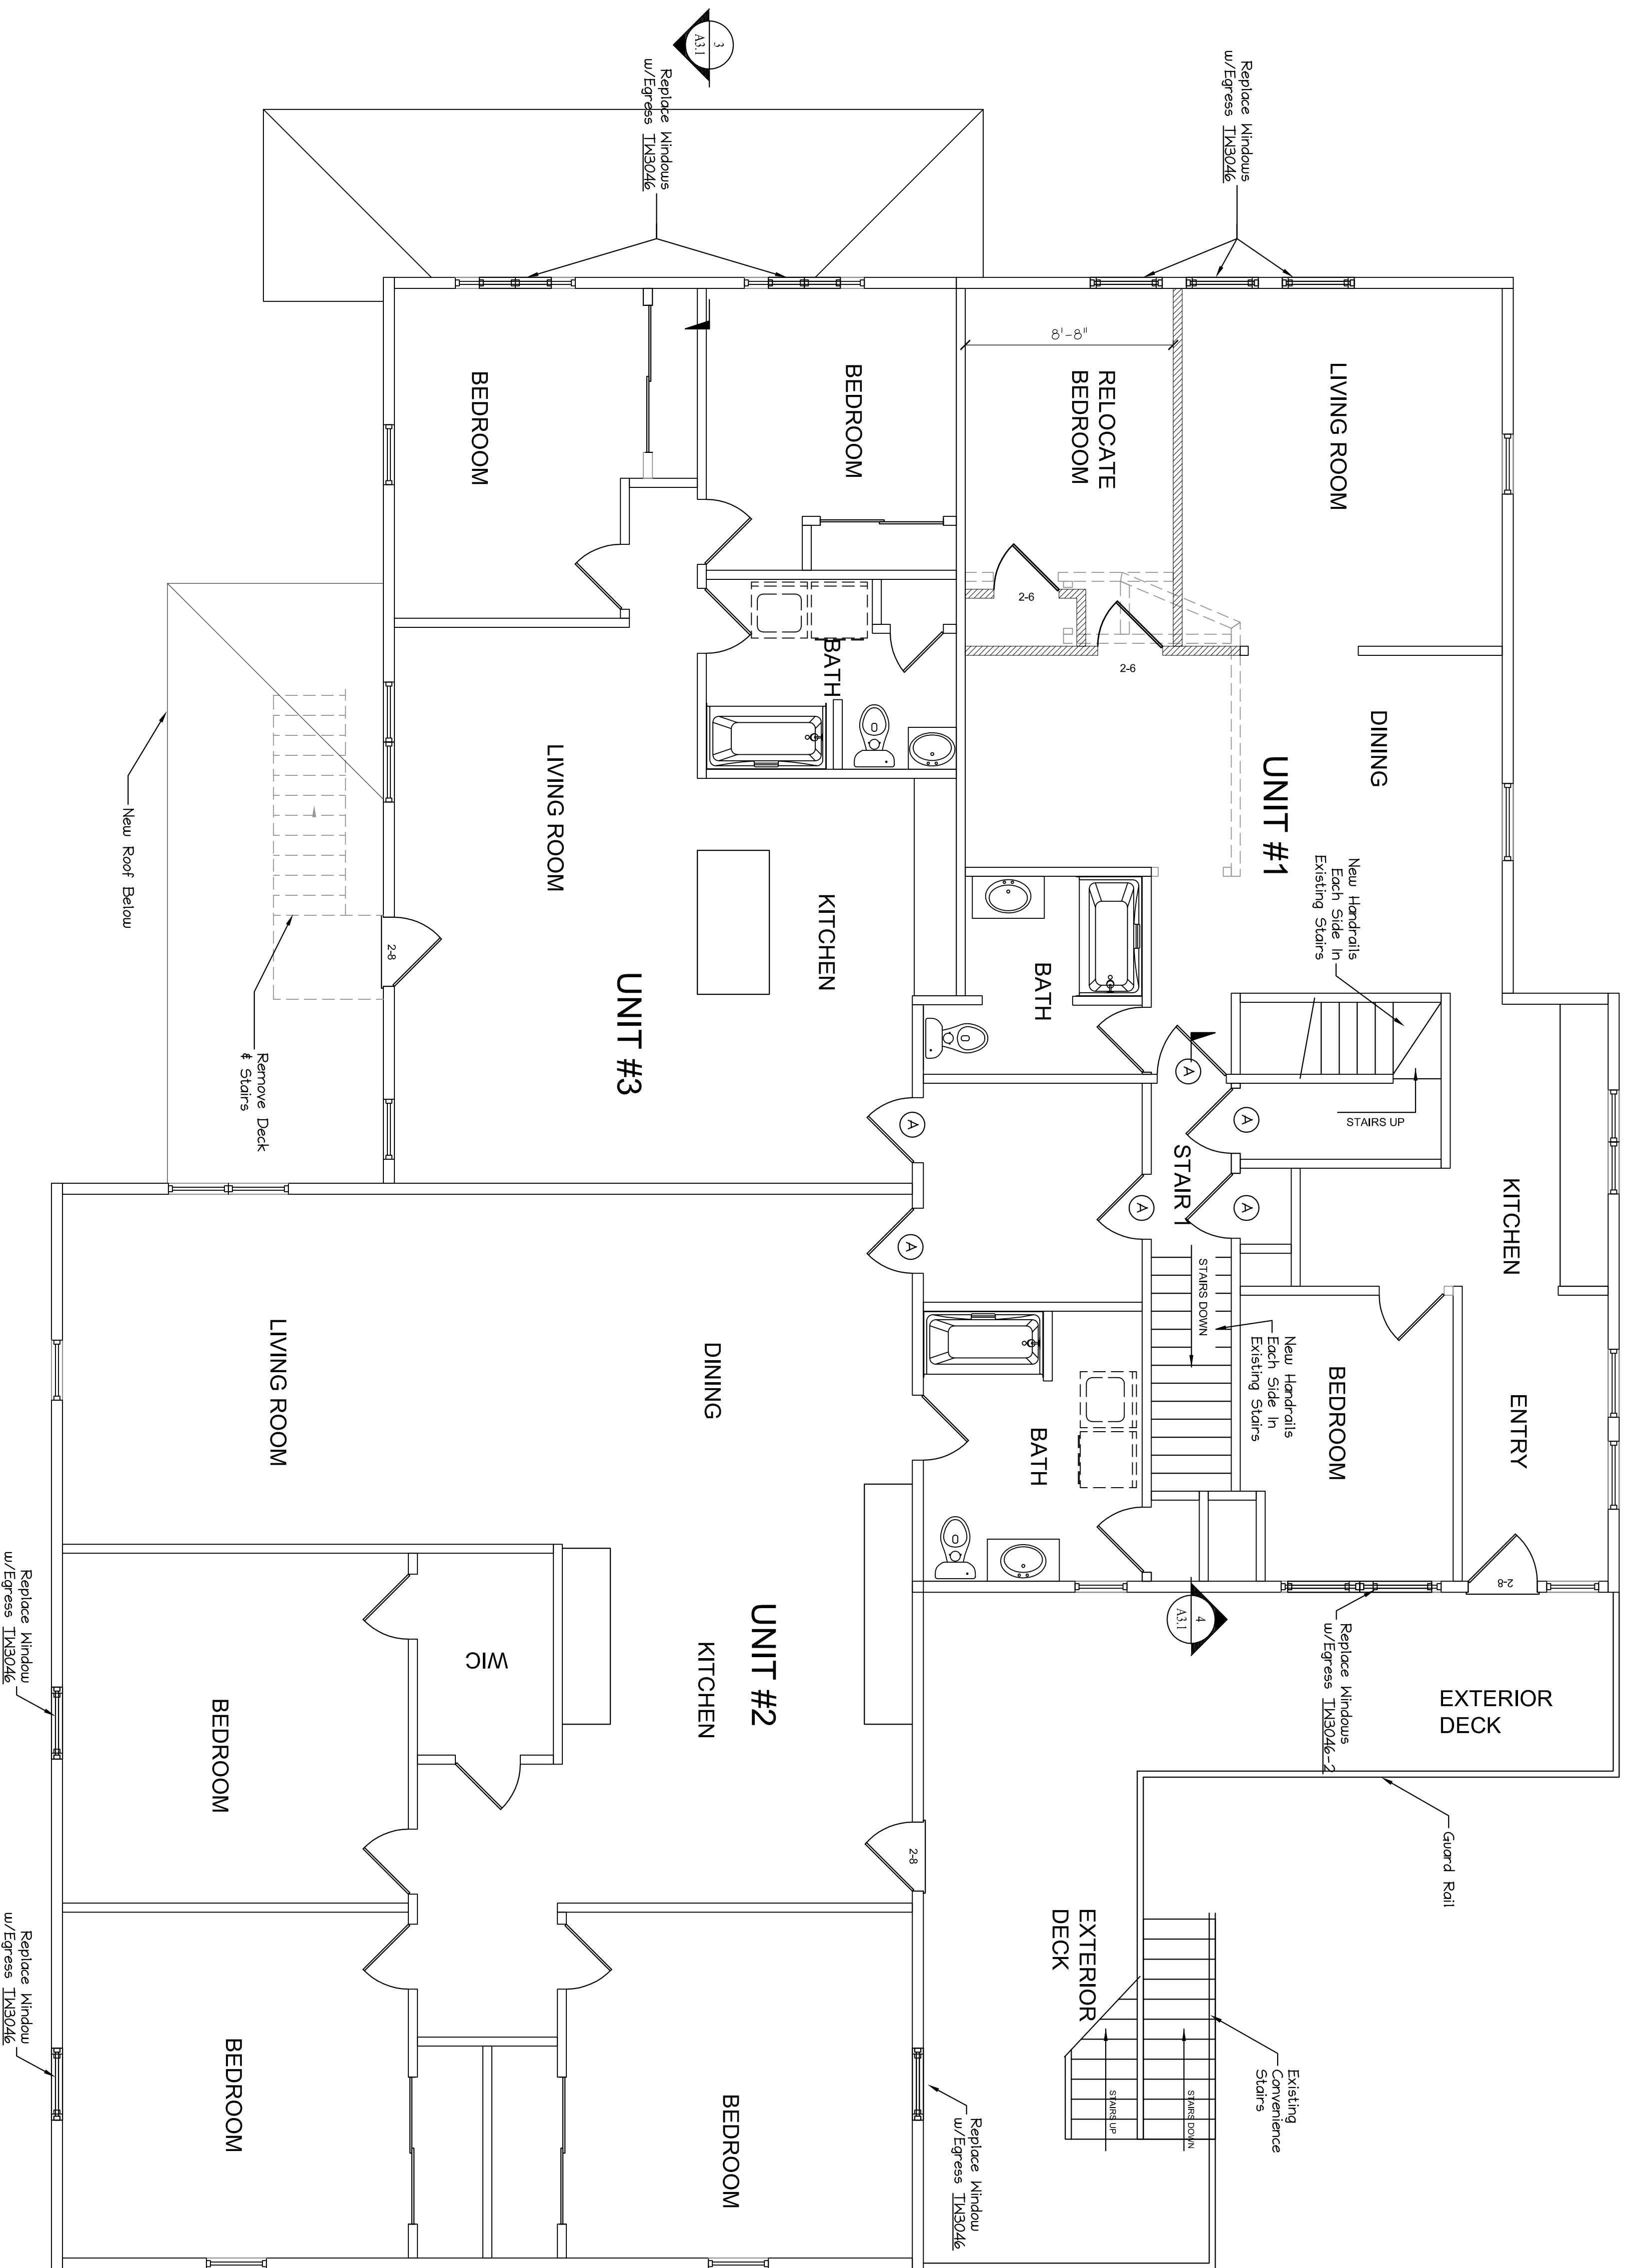 3
A3.1
Replace Windows
w/Egress TW3046
Replace Windows
w/Egress TW3046
8'-8"
LIVING ROOM
RELOCATE
BEDROOM
BEDROOM
BEDROOM
2-6
2-6
BATH
DINING
UNIT #1
LIVING ROOM
KITCHEN
UNIT #3
2-8
New Roof Below
Remove Deck
& Stairs
New Handrails
Each Side In
Existing Stairs
BATH
STAIRS UP
A
A
A
A
A
A
STAIR 1
STAIRS DOWN
New Handrails
Each Side In
Existing Stairs
KITCHEN
ENTRY
BEDROOM
BATH
DINING
LIVING ROOM
2-8
4
A3.1
Replace Windows
w/Egress TW3046-2
EXTERIOR
DECK
Guard Rail
UNIT #2
KITCHEN
WIC
BEDROOM
Replace Window
w/Egress TW3046
2-8
EXTERIOR
DECK
STAIRS UP
STAIRS DOWN
Existing
Convenience
Stairs
BEDROOM
BEDROOM
Replace Window
w/Egress TW3046
Replace Window
w/Egress TW3046